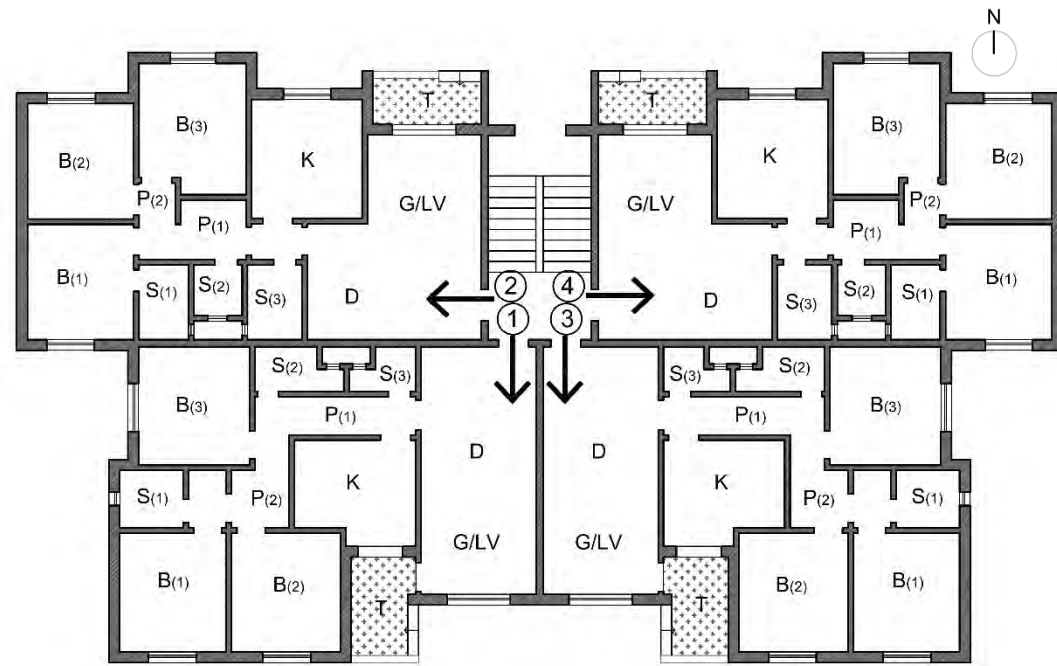 N
T T
B(3) B(3)
B(2) K K B(2)
P(2) G/LV G/LV P(2)
P(1) P(1)
B(1) S(1) S(2) S(3) D 2 4 D S(3) S(2) S(1) B(1)
1 3
S(2) S(3) S(3) S(2)
B(3) P(1) P(1) B(3)
D D
S(1) P(2) K K P(2) S(1)
G/LV G/LV
B(1) B(2) B(2) B(1)
T T